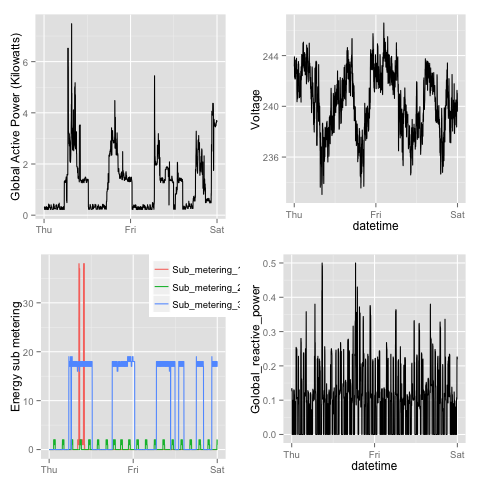 Global Active Power (Kilowatts)
6
4
2
0
Thu
Fri
Sat
Voltage
244
240
236
Thu
Fri
Sat
datetime
Energy sub metering
30
20
10
0
Thu
Fri
Sat
Sub_metering_1
Sub_metering_2
Sub_metering_3
Golobal_reactive_power
0.5
0.4
0.3
0.2
0.1
0.0
Thu
Fri
Sat
datetime